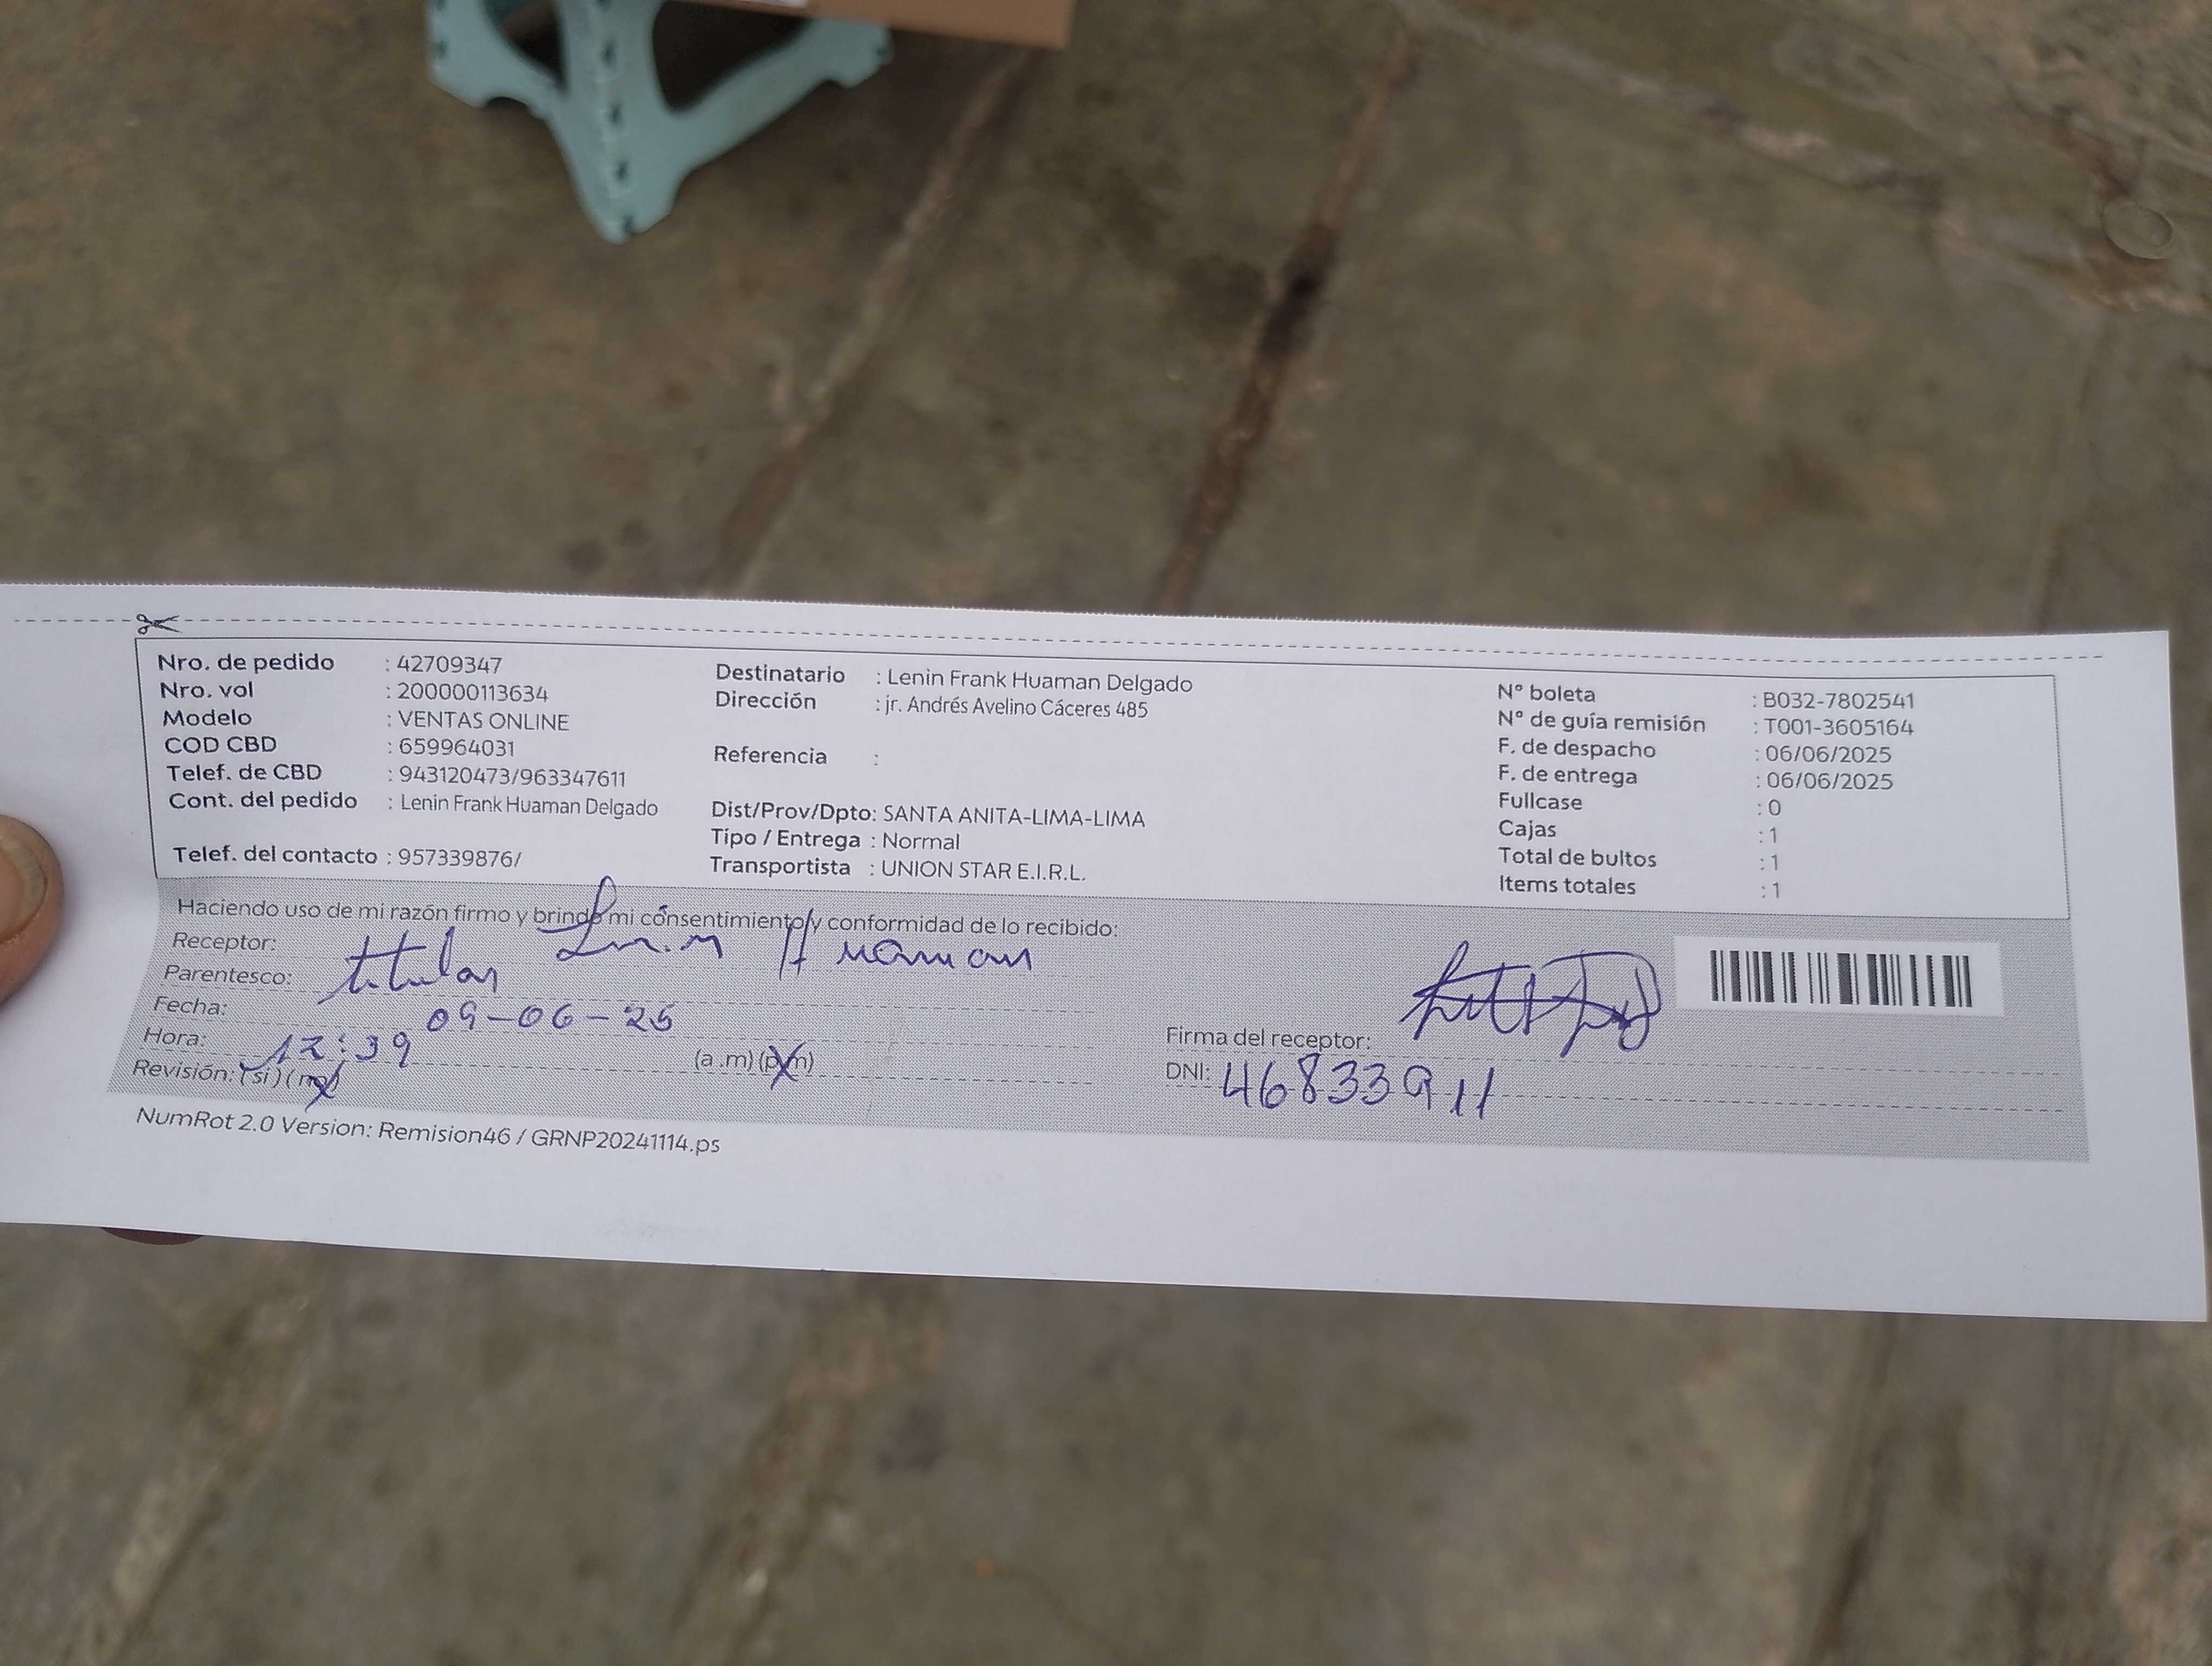 Nro. de pedido : 42709347
Nro. vol : 200000113634
Modelo : VENTAS ONLINE
COD CBD : 659964031
Telef. de CBD : 943120473/963347611
Cont. del pedido : Lenin Frank Huaman Delgado
Telef. del contacto : 957339876/
Destinatario : Lenin Frank Huaman Delgado
Dirección : jr. Andrés Avelino Cáceres 485
Referencia :
Dist/Prov/Dpto: SANTA ANITA-LIMA-LIMA
Tipo / Entrega : Normal
Transportista : UNION STAR E.I.R.L.
N° boleta : B032-7802541
N° de guía remisión : T001-3605164
F. de despacho : 06/06/2025
F. de entrega : 06/06/2025
Fullcase : 0
Cajas : 1
Total de bultos : 1
Items totales : 1
Haciendo uso de mi razón firmo y brindo mi consentimiento y conformidad de lo recibido:
Receptor: Huaman
Parentesco: titular
Fecha: 09-06-25
Hora: 12:39 (a.m) (p.m)
Revisión: (si) (no)
Firma del receptor:
DNI: 46833911
NumRot 2.0 Version: Remision46 / GRNP20241114.ps